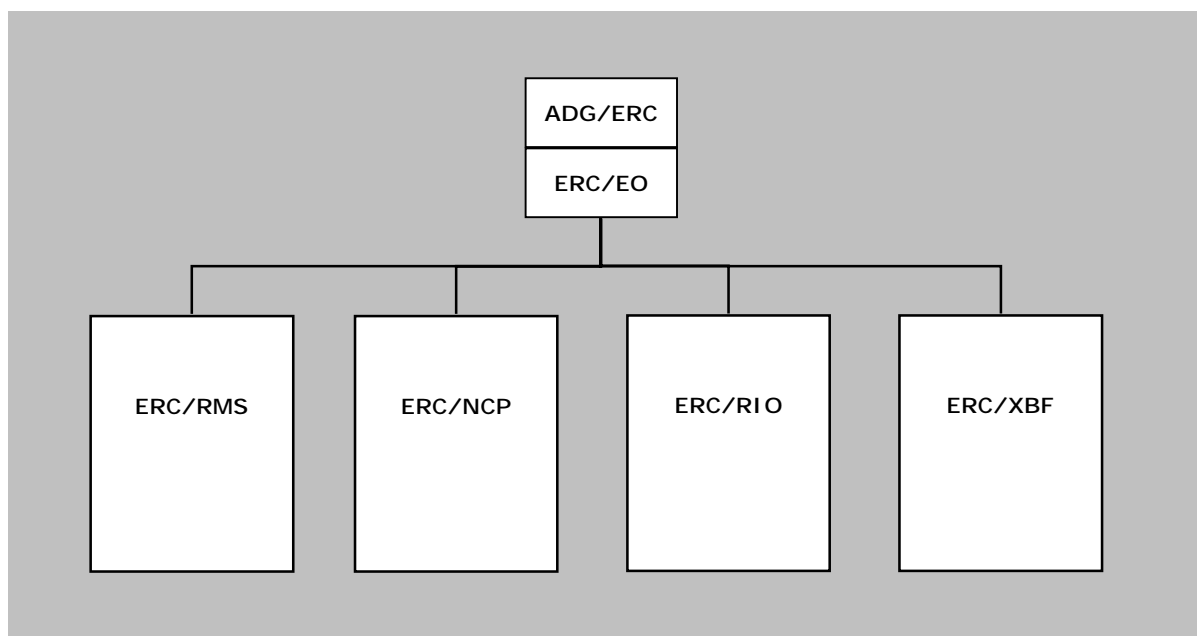 ADG/ERC
ERC/EO
ERC/RMS
ERC/NCP
ERC/RIO
ERC/XBF